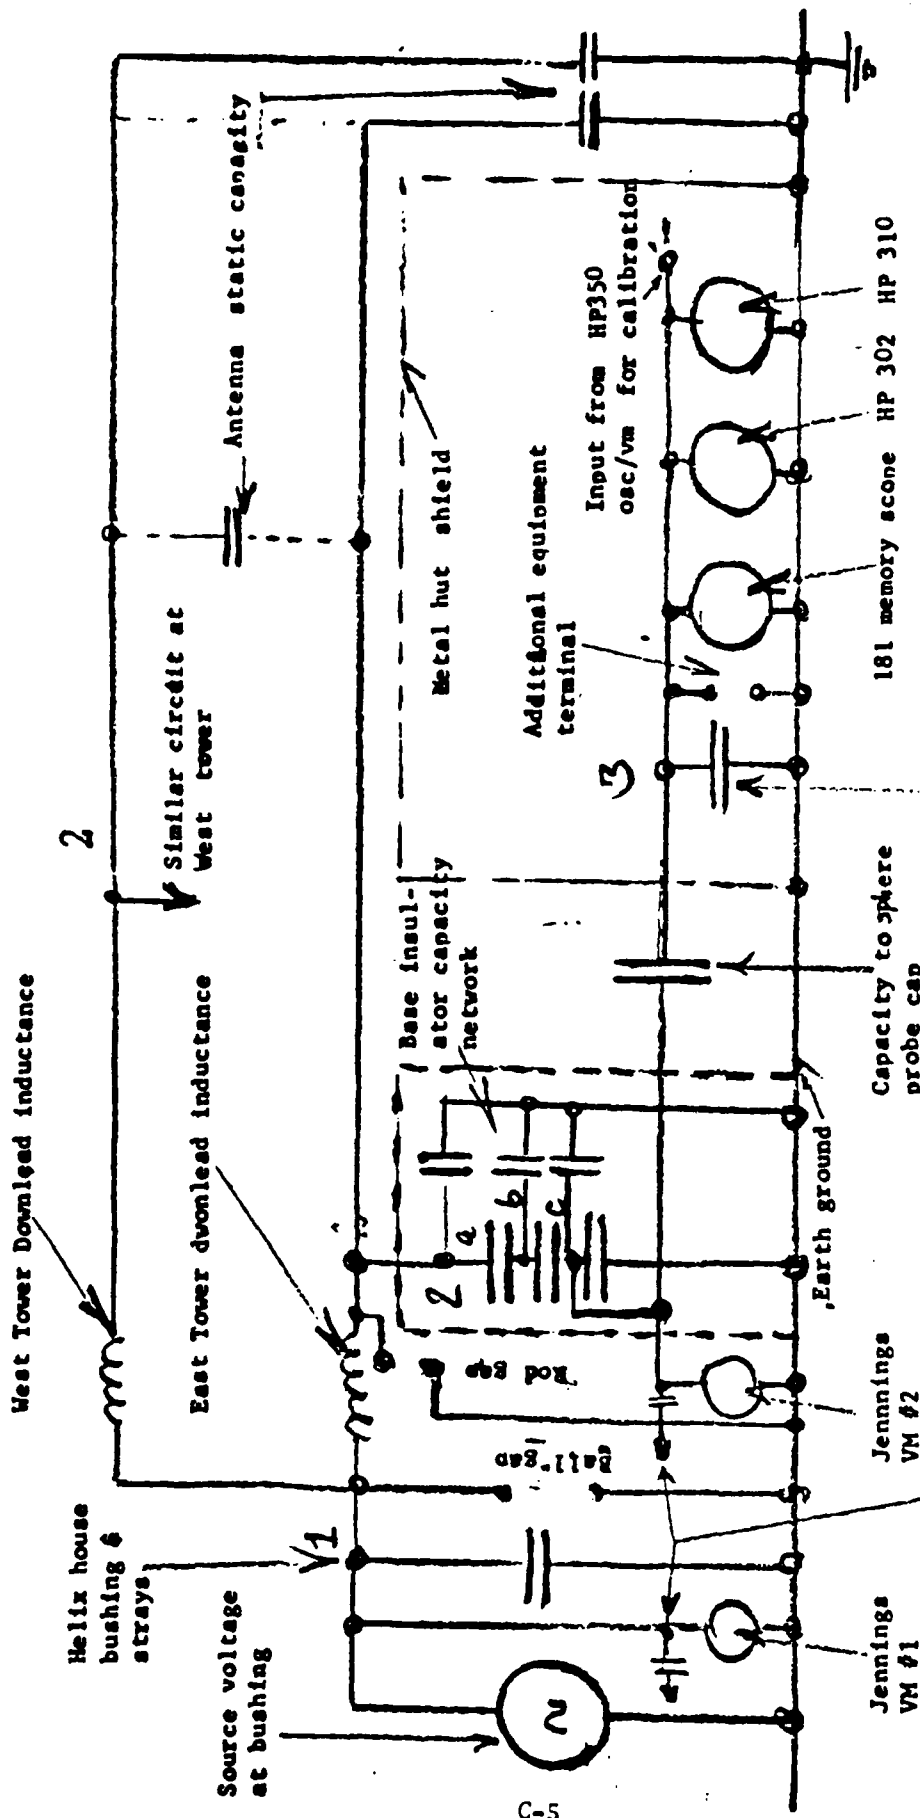 West Tower Downlead inductance
East Tower dwonlead inductance
Helix house
bushing &
strays
Source voltage
at bushing
1
2
Similar circuit at
West tower
Antenna static capacity
Metal hut shield
Base insul-
ator capacity
network
2
a
b
c
Rod gap
Ball gap
3
Additional equipment
terminal
Input from HP350
osc/vm for calibration
Jennings
VM #1
Jennnings
VM #2
Earth ground
Capacity to sphere
probe cap
181 memory scope
HP 302
HP 310
C-5